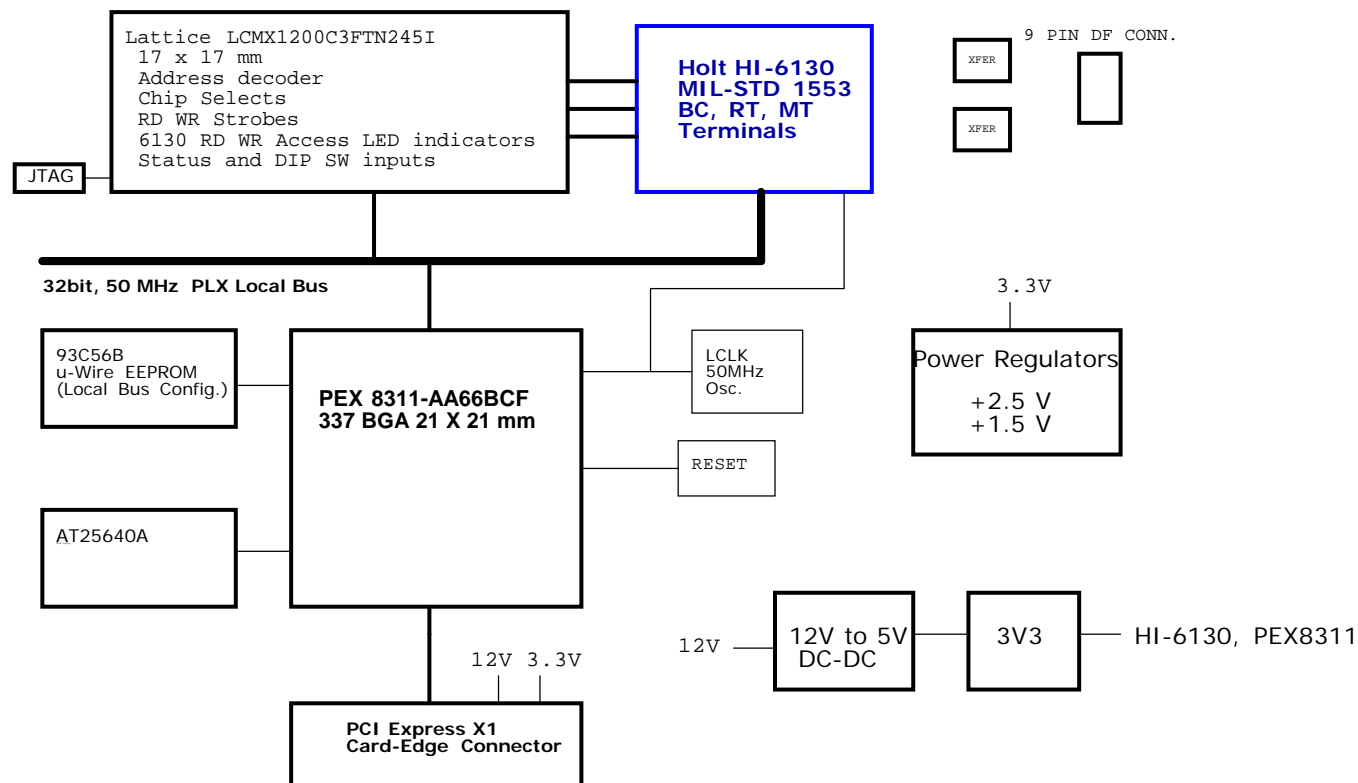 Lattice LCMX1200C3FTN245I
17 x 17 mm
Address decoder
Chip Selects
RD WR Strobes
6130 RD WR Access LED indicators
Status and DIP SW inputs
JTAG
Holt HI-6130
MIL-STD 1553
BC, RT, MT
Terminals
9 PIN DF CONN.
XFER
XFER
32bit, 50 MHz PLX Local Bus
93C56B
u-Wire EEPROM
(Local Bus Config.)
PEX 8311-AA66BCF
337 BGA 21 X 21 mm
LCLK
50MHz
Osc.
RESET
AT25640A
3.3V
Power Regulators
+2.5 V
+1.5 V
12V
12V to 5V
DC-DC
3V3
HI-6130, PEX8311
12V 3.3V
PCI Express X1
Card-Edge Connector